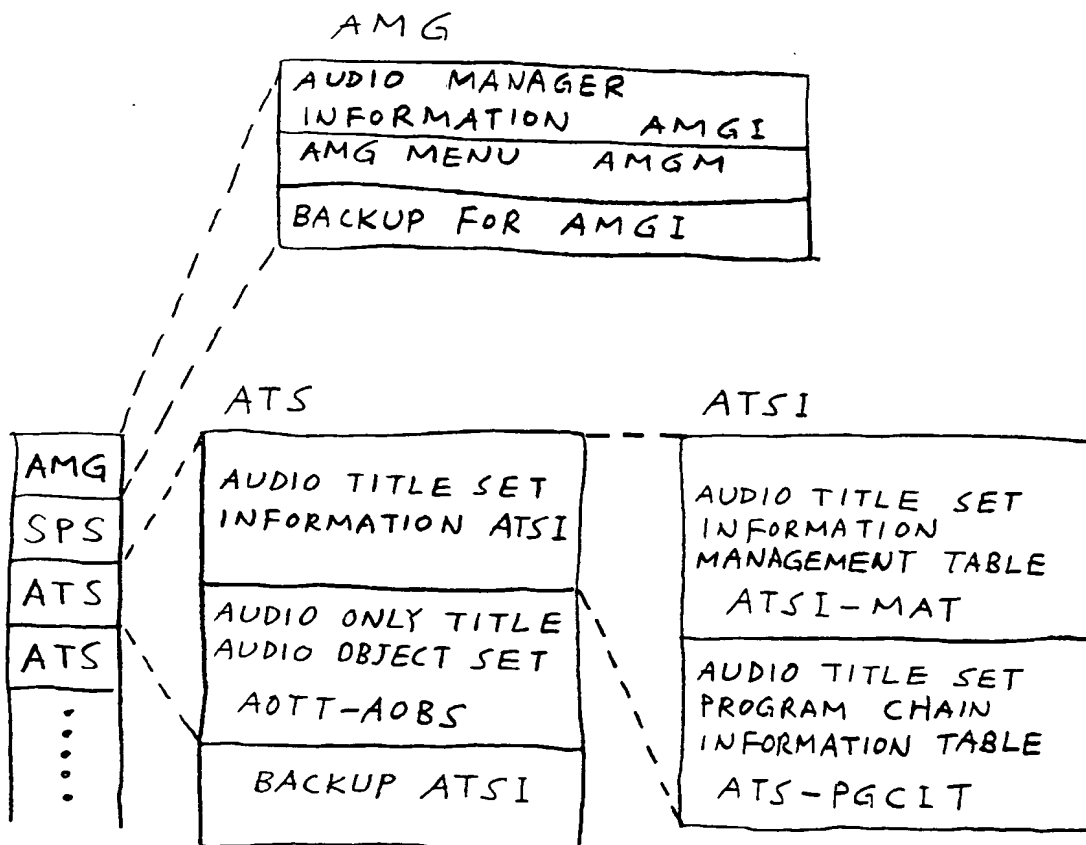 AMG
AUDIO MANAGER
INFORMATION AMGI
AMG MENU AMGM
BACKUP FOR AMGI
AMG
SPS
ATS
ATS
ATS
AUDIO TITLE SET
INFORMATION ATSI
AUDIO ONLY TITLE
AUDIO OBJECT SET
AOTT-AOBS
BACKUP ATSI
ATSI
AUDIO TITLE SET
INFORMATION
MANAGEMENT TABLE
ATSI-MAT
AUDIO TITLE SET
PROGRAM CHAIN
INFORMATION TABLE
ATS-PGCIT